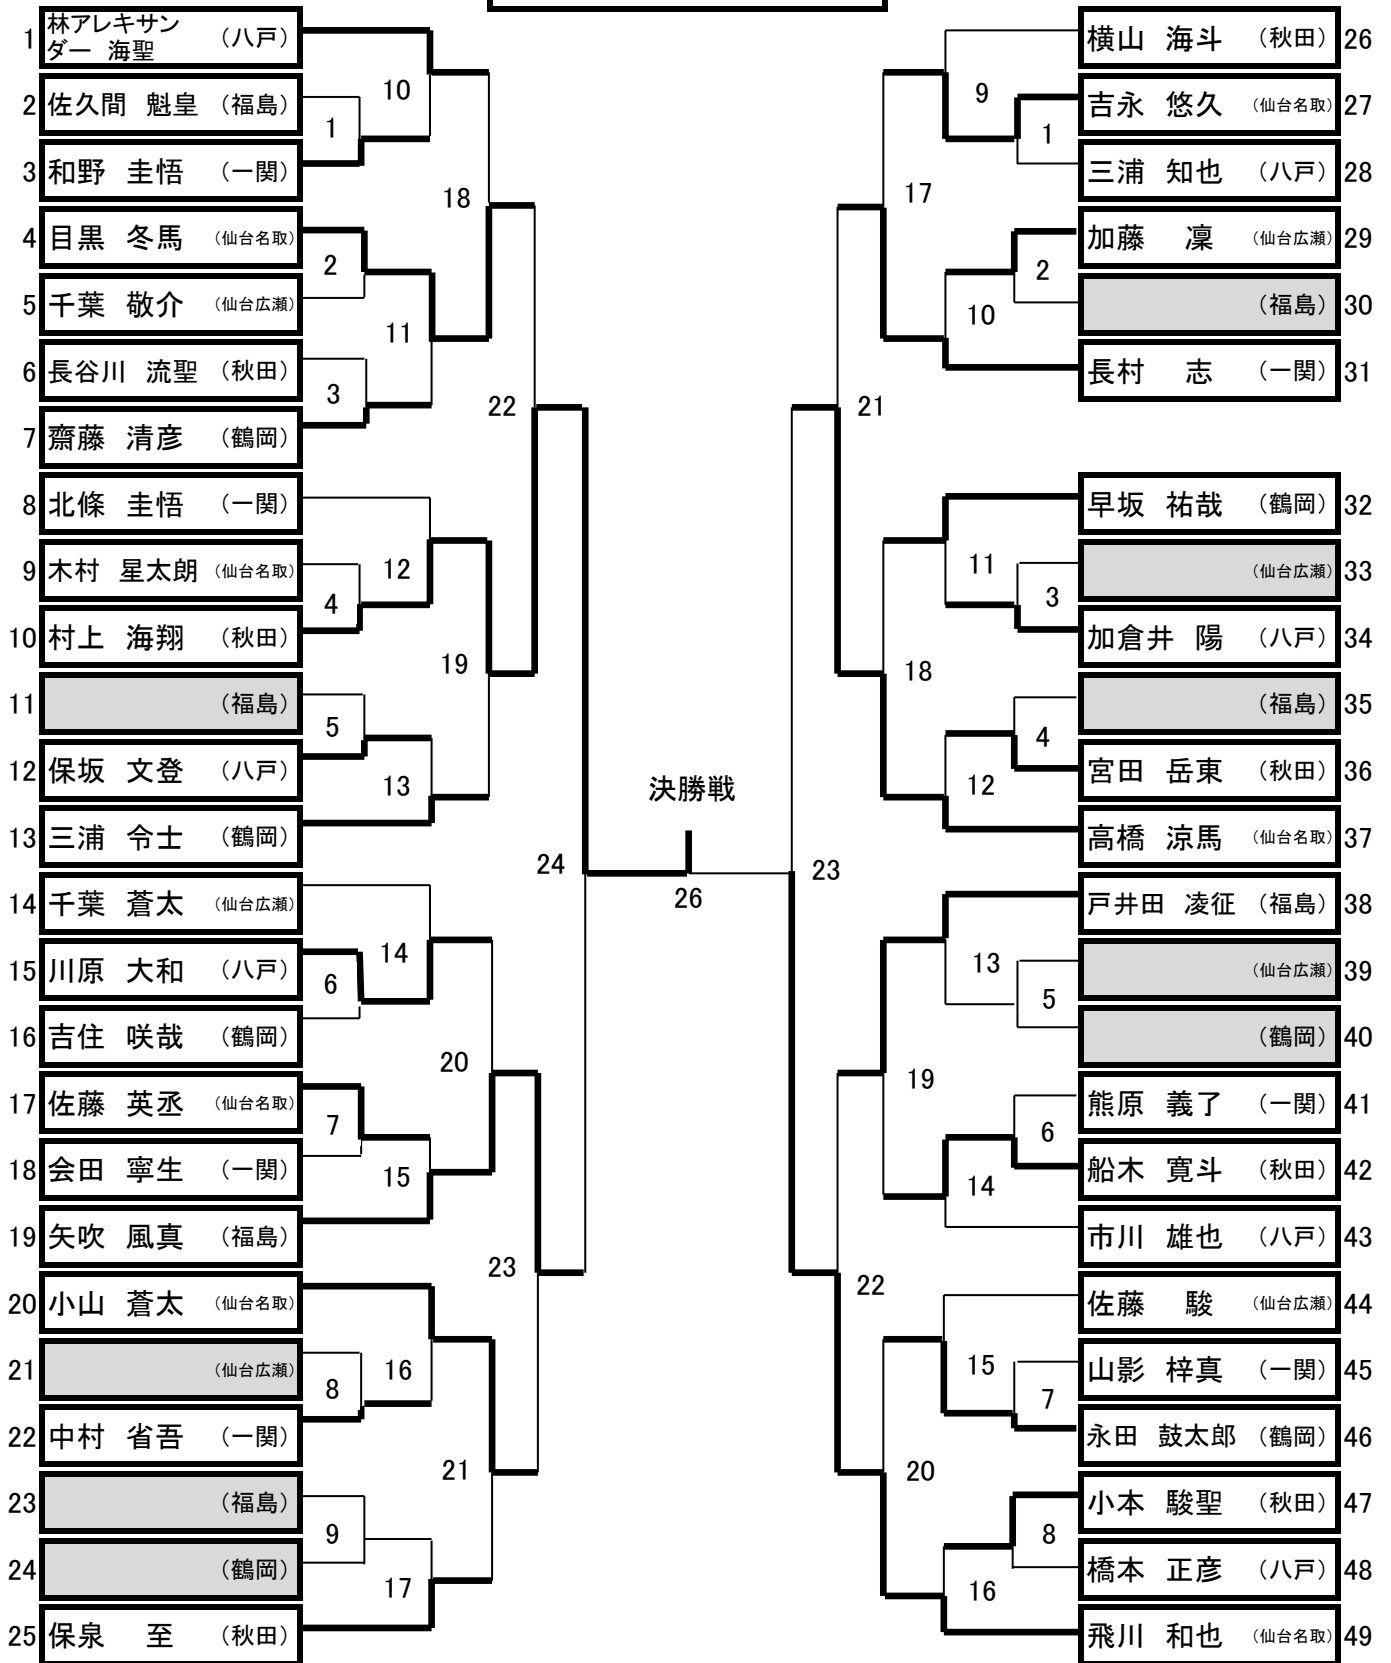 1 林アレキサン
ダー 海聖 （八戸）
2 佐久間 魁皇 （福島）
3 和野 圭悟 （一関）
4 目黒 冬馬 （仙台名取）
5 千葉 敬介 （仙台広瀬）
6 長谷川 流聖 （秋田）
7 齋藤 清彦 （鶴岡）
8 北條 圭悟 （一関）
9 木村 星太朗 （仙台名取）
10 村上 海翔 （秋田）
11 （福島）
12 保坂 文登 （八戸）
13 三浦 令士 （鶴岡）
14 千葉 蒼太 （仙台広瀬）
15 川原 大和 （八戸）
16 吉住 咲哉 （鶴岡）
17 佐藤 英丞 （仙台名取）
18 会田 寧生 （一関）
19 矢吹 風真 （福島）
20 小山 蒼太 （仙台名取）
21 （仙台広瀬）
22 中村 省吾 （一関）
23 （福島）
24 （鶴岡）
25 保泉 至 （秋田）
1
2
3
4
5
6
7
8
9
10
11
12
13
14
15
16
17
18
19
20
21
22
23
24
決勝戦
26
23
21
22
17
18
19
20
9
10
11
12
13
14
15
16
1
2
3
4
5
6
7
8
横山 海斗 （秋田） 26
吉永 悠久 （仙台名取） 27
三浦 知也 （八戸） 28
加藤 凜 （仙台広瀬） 29
（福島） 30
長村 志 （一関） 31
早坂 祐哉 （鶴岡） 32
（仙台広瀬） 33
加倉井 陽 （八戸） 34
（福島） 35
宮田 岳東 （秋田） 36
高橋 涼馬 （仙台名取） 37
戸井田 凌征 （福島） 38
（仙台広瀬） 39
（鶴岡） 40
熊原 義了 （一関） 41
船木 寛斗 （秋田） 42
市川 雄也 （八戸） 43
佐藤 駿 （仙台広瀬） 44
山影 梓真 （一関） 45
永田 鼓太郎 （鶴岡） 46
小本 駿聖 （秋田） 47
橋本 正彦 （八戸） 48
飛川 和也 （仙台名取） 49